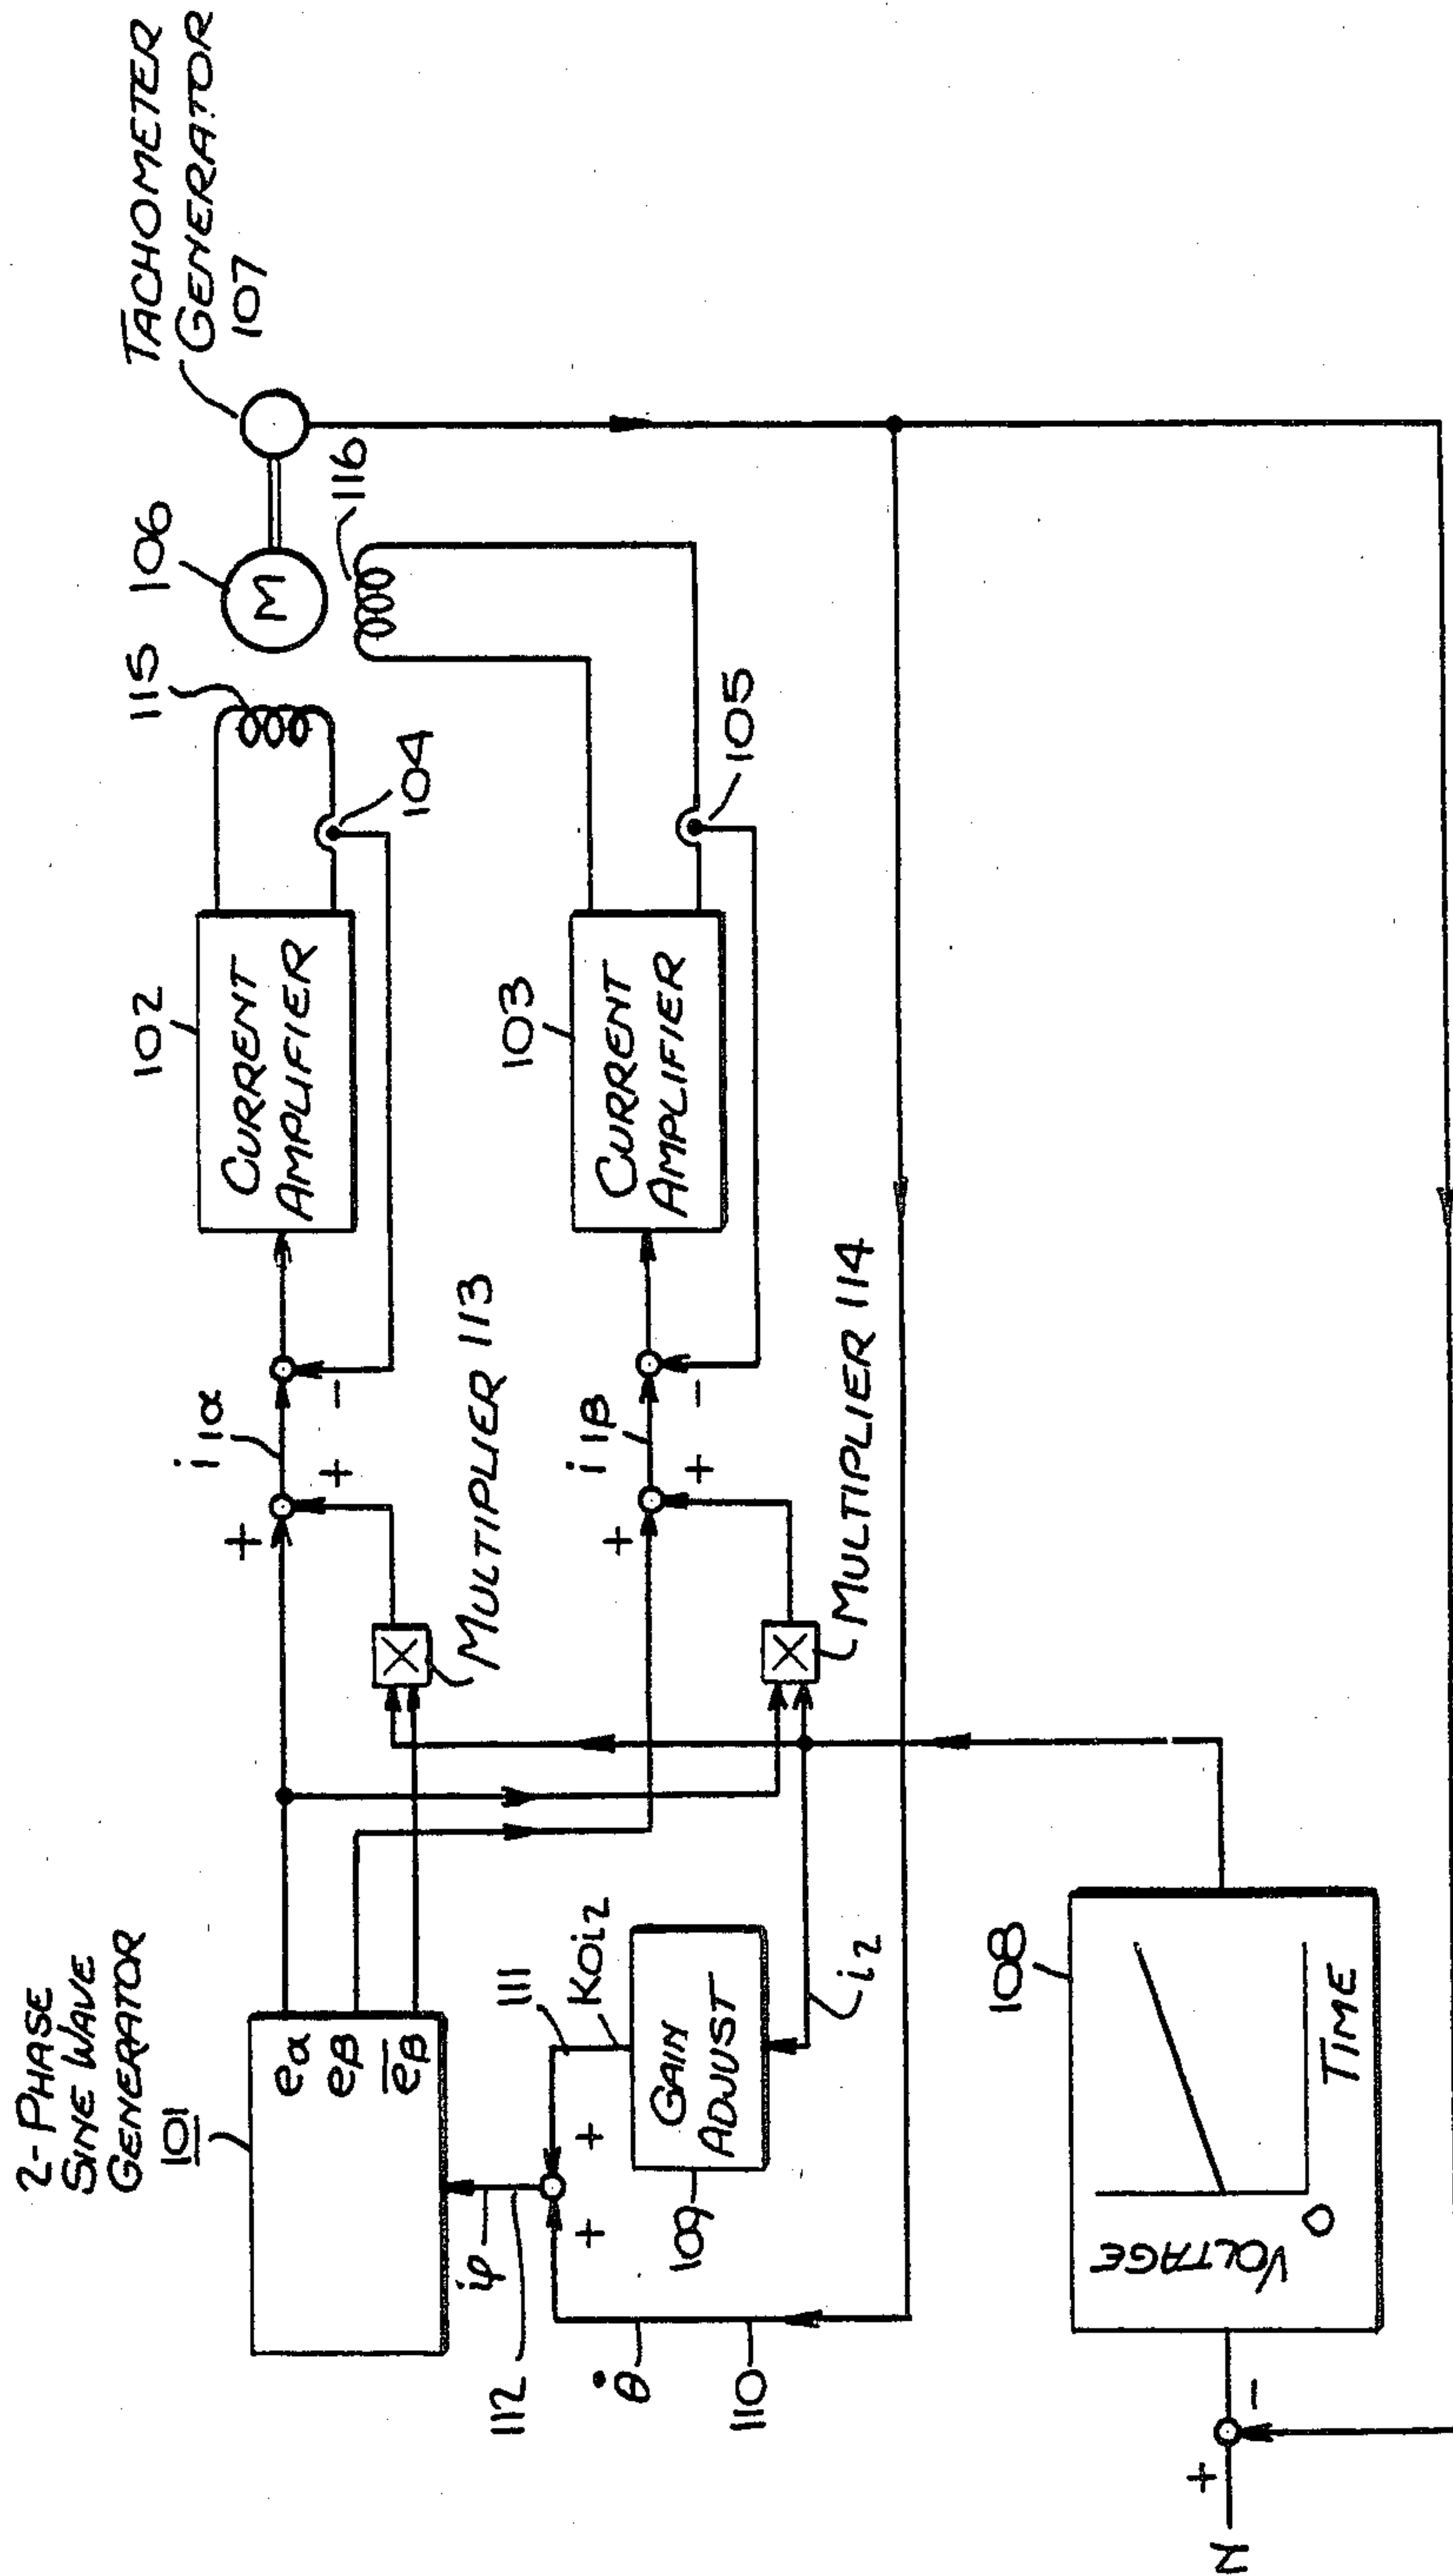 2-PHASE
SINE WAVE
GENERATOR
101
eα
eβ
e̅β̅
i1α
+
+
-
102
CURRENT
AMPLIFIER
115
106
M
TACHOMETER
GENERATOR
107
104
116
MULTIPLIER 113
i1β
+
+
-
103
CURRENT
AMPLIFIER
105
MULTIPLIER 114
112
iφ
111
Koi2
+
+
θ̇
110
109
GAIN
ADJUST
i2
108
VOLTAGE
O
TIME
N
+
-